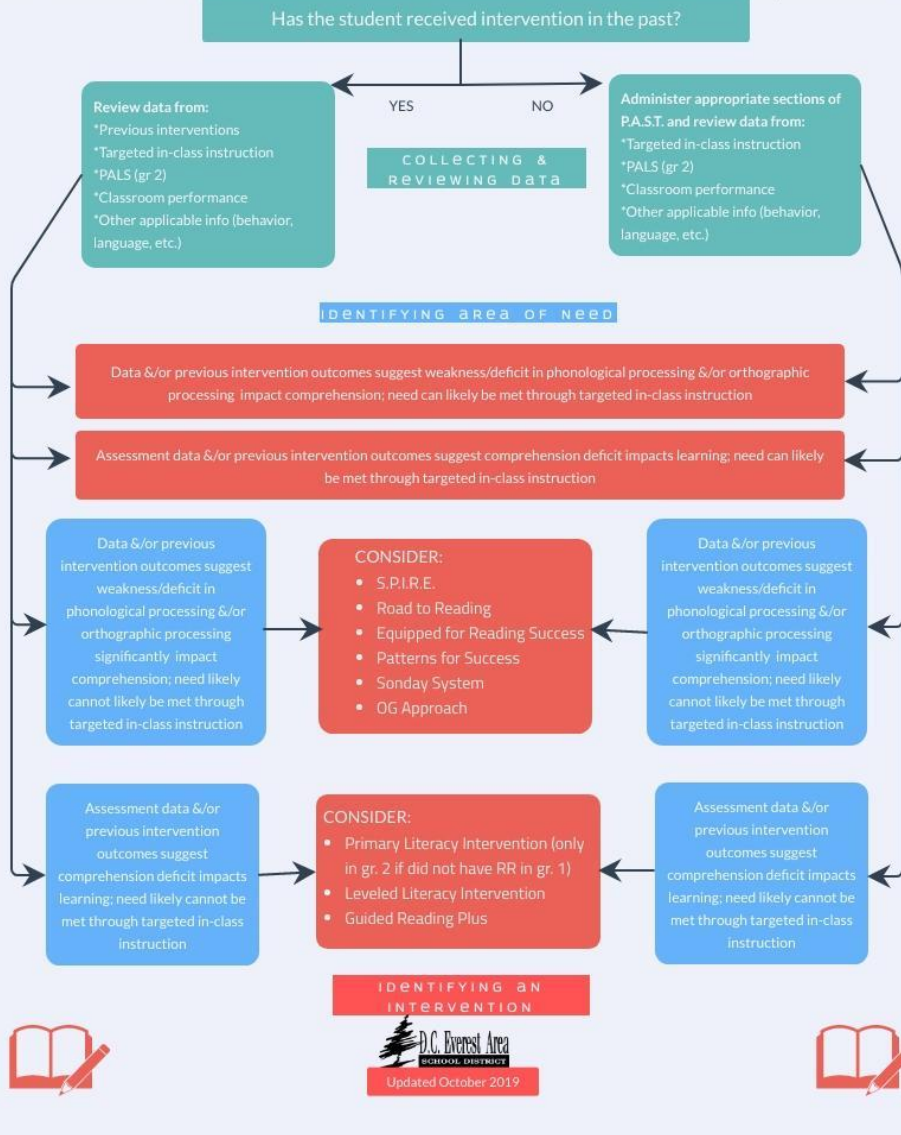 Has the student received intervention in the past?
YES
NO
Review data from:
*Previous interventions
*Targeted in-class instruction
*PALS (gr 2)
*Classroom performance
*Other applicable info (behavior,
language, etc.)
Administer appropriate sections of
P.A.S.T. and review data from:
*Targeted in-class instruction
*PALS (gr 2)
*Classroom performance
*Other applicable info (behavior,
language, etc.)
COLLECTING &
REVIEWING DATA
IDENTIFYING AREA OF NEED
Data &/or previous intervention outcomes suggest weakness/deficit in phonological processing &/or orthographic
processing impact comprehension; need can likely be met through targeted in-class instruction
Assessment data &/or previous intervention outcomes suggest comprehension deficit impacts learning; need can likely
be met through targeted in-class instruction
Data &/or previous
intervention outcomes suggest
weakness/deficit in
phonological processing &/or
orthographic processing
significantly impact
comprehension; need likely
cannot likely be met through
targeted in-class instruction
CONSIDER:
• S.P.I.R.E.
• Road to Reading
• Equipped for Reading Success
• Patterns for Success
• Sonday System
• OG Approach
Data &/or previous
intervention outcomes suggest
weakness/deficit in
phonological processing &/or
orthographic processing
significantly impact
comprehension; need likely
cannot likely be met through
targeted in-class instruction
Assessment data &/or
previous intervention
outcomes suggest
comprehension deficit impacts
learning; need likely cannot be
met through targeted in-class
instruction
CONSIDER:
• Primary Literacy Intervention (only
in gr. 2 if did not have RR in gr. 1)
• Leveled Literacy Intervention
• Guided Reading Plus
Assessment data &/or
previous intervention
outcomes suggest
comprehension deficit impacts
learning; need likely cannot be
met through targeted in-class
instruction
IDENTIFYING AN
INTERVENTION
D.C. Everest Area
SCHOOL DISTRICT
Updated October 2019